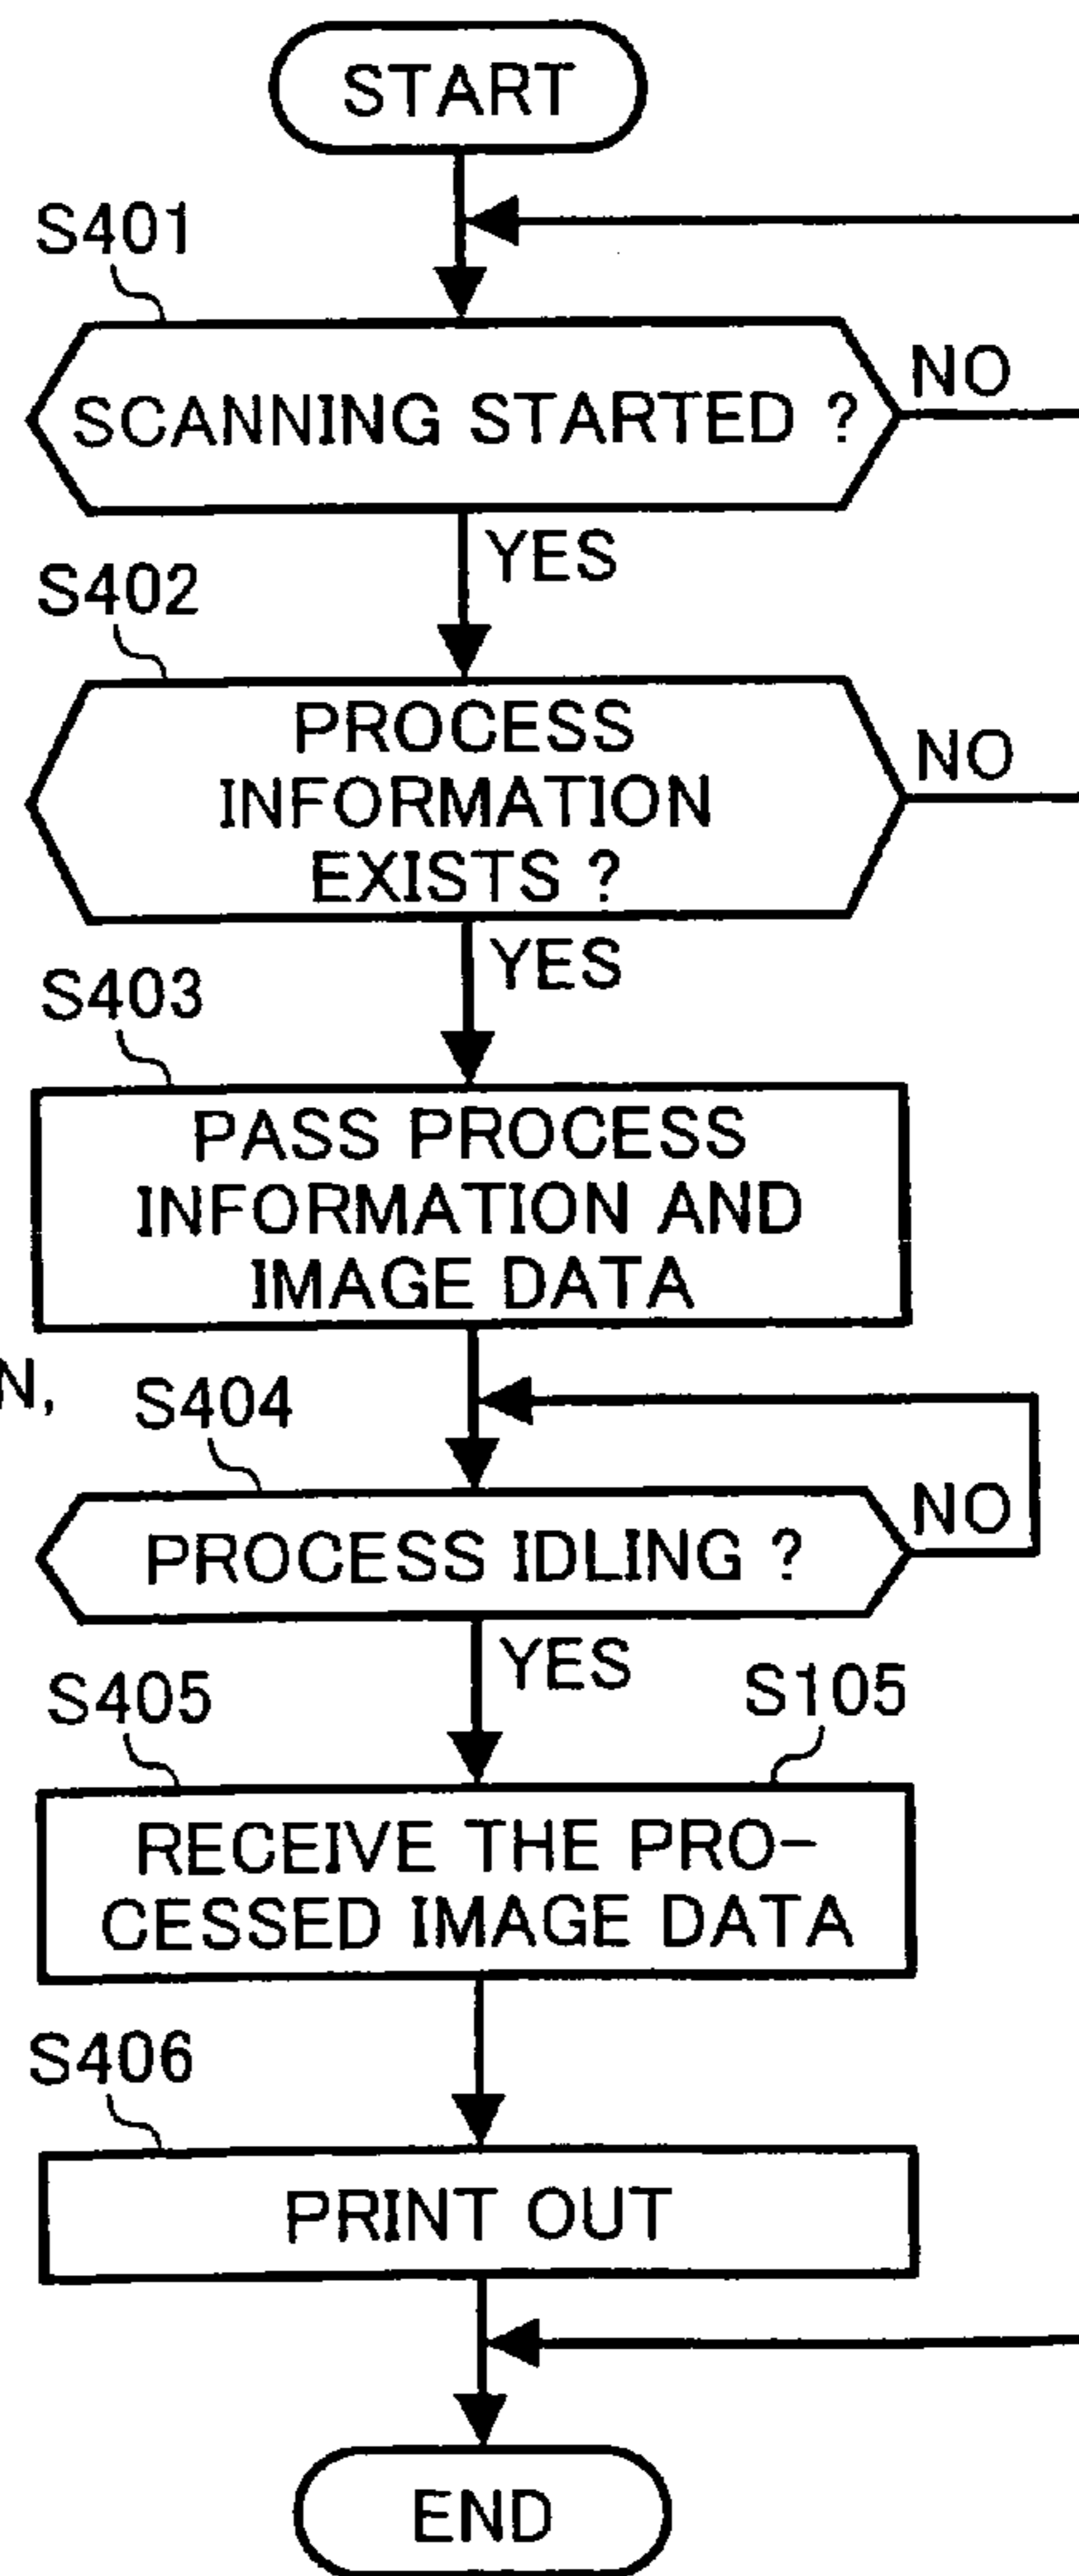 START
S401
SCANNING STARTED ?
NO
YES
S402
PROCESS
INFORMATION
EXISTS ?
NO
YES
S403
PASS PROCESS
INFORMATION AND
IMAGE DATA
N,
S404
PROCESS IDLING ?
NO
YES
S405
S105
RECEIVE THE PRO-
CESSED IMAGE DATA
S406
PRINT OUT
END